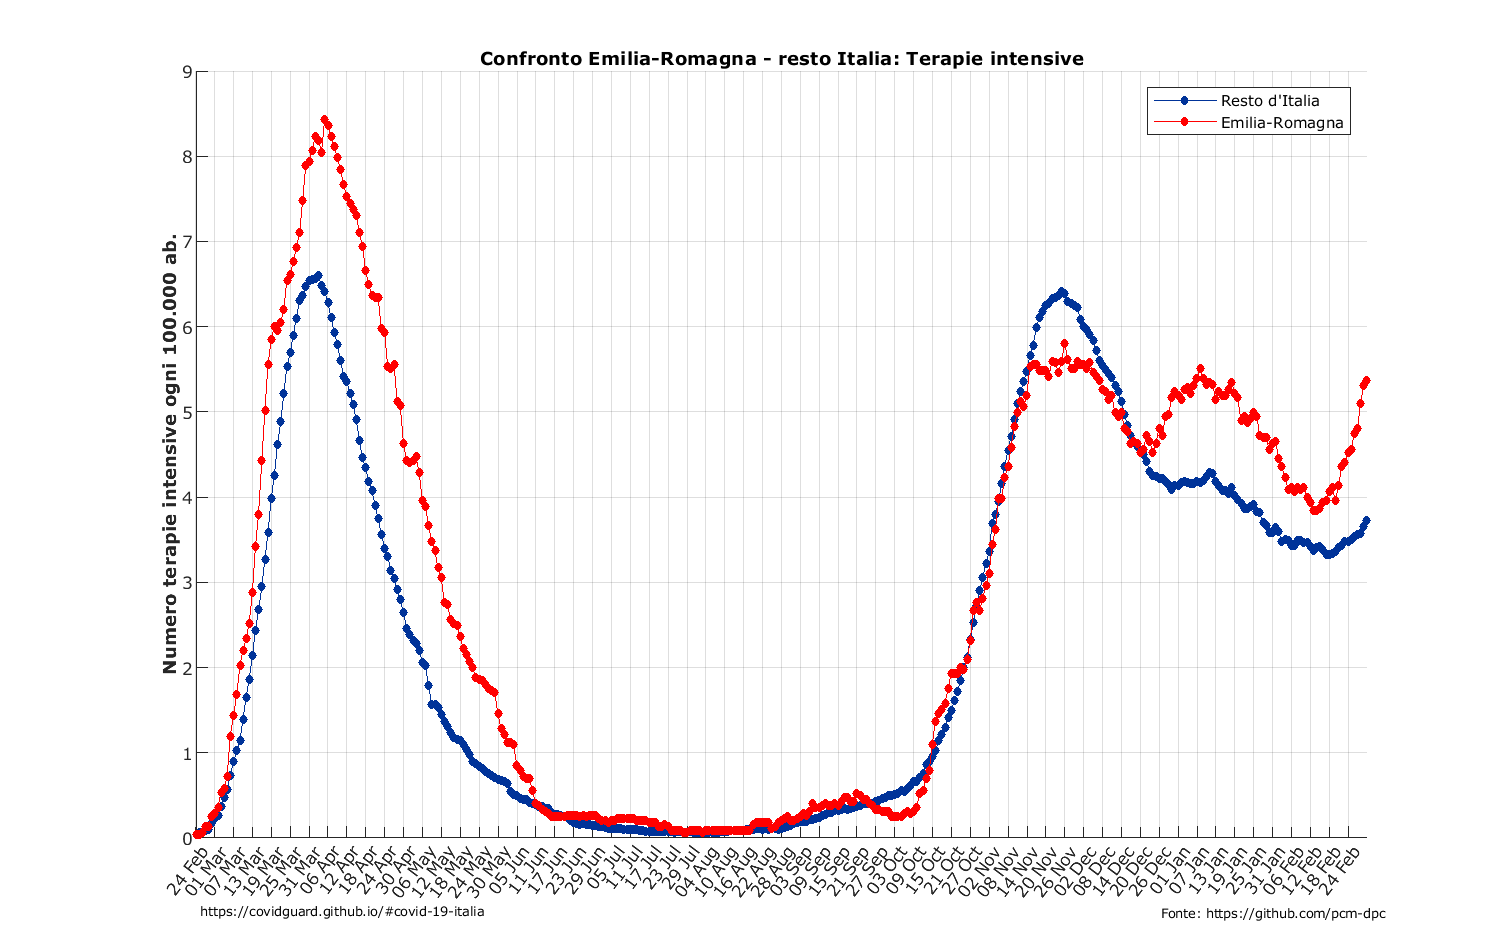 Confronto Emilia-Romagna - resto Italia: Terapie intensive
Resto d'Italia
Emilia-Romagna
Numero terapie intensive ogni 100.000 ab.
9
8
7
6
5
4
3
2
1
0
24 Feb
01 Mar
07 Mar
13 Mar
19 Mar
25 Mar
31 Mar
06 Apr
12 Apr
18 Apr
24 Apr
30 Apr
06 May
12 May
18 May
24 May
30 May
05 Jun
11 Jun
17 Jun
23 Jun
29 Jun
05 Jul
11 Jul
17 Jul
23 Jul
29 Jul
04 Aug
10 Aug
16 Aug
22 Aug
28 Aug
03 Sep
09 Sep
15 Sep
21 Sep
27 Sep
03 Oct
09 Oct
15 Oct
21 Oct
27 Oct
02 Nov
08 Nov
14 Nov
20 Nov
26 Nov
02 Dec
08 Dec
14 Dec
20 Dec
26 Dec
01 Jan
07 Jan
13 Jan
19 Jan
25 Jan
31 Jan
06 Feb
12 Feb
18 Feb
24 Feb
https://covidguard.github.io/#covid-19-italia
Fonte: https://github.com/pcm-dpc